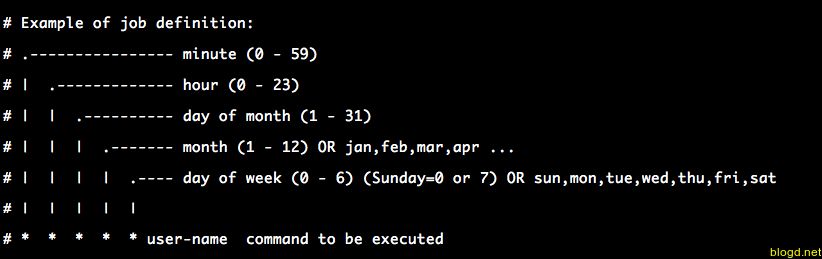 # Example of job definition:
# .---------------- minute (0 - 59)
# |  .------------- hour (0 - 23)
# |  |  .---------- day of month (1 - 31)
# |  |  |  .------- month (1 - 12) OR jan,feb,mar,apr ...
# |  |  |  |  .---- day of week (0 - 6) (Sunday=0 or 7) OR sun,mon,tue,wed,thu,fri,sat
# |  |  |  |  |
# *  *  *  *  * user-name  command to be executed
blogd.net